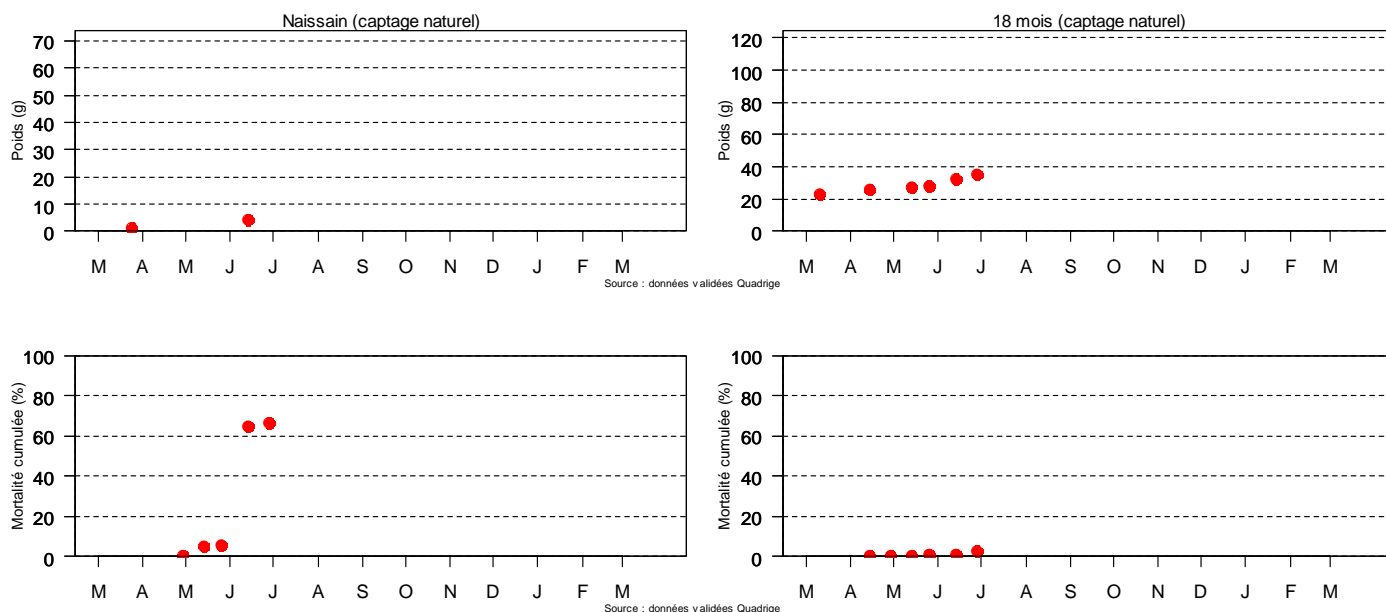 Naissain (captage naturel)
Poids (g)
70
60
50
40
30
20
10
0
M A M J J A S O N D J F M
18 mois (captage naturel)
Poids (g)
120
100
80
60
40
20
0
M A M J J A S O N D J F M
Source : données validées Quadrige
Mortalité cumulée (%)
100
80
60
40
20
0
M A M J J A S O N D J F M
Mortalité cumulée (%)
100
80
60
40
20
0
M A M J J A S O N D J F M
Source : données validées Quadrige